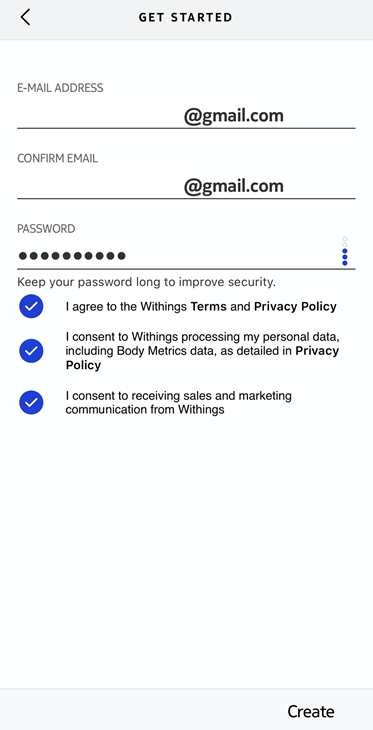 GET STARTED
E-MAIL ADDRESS
@gmail.com
CONFIRM EMAIL
@gmail.com
PASSWORD
●●●●●●●●●●
Keep your password long to improve security.
I agree to the Withings Terms and Privacy Policy
I consent to Withings processing my personal data,
including Body Metrics data, as detailed in Privacy
Policy
I consent to receiving sales and marketing
communication from Withings
Create